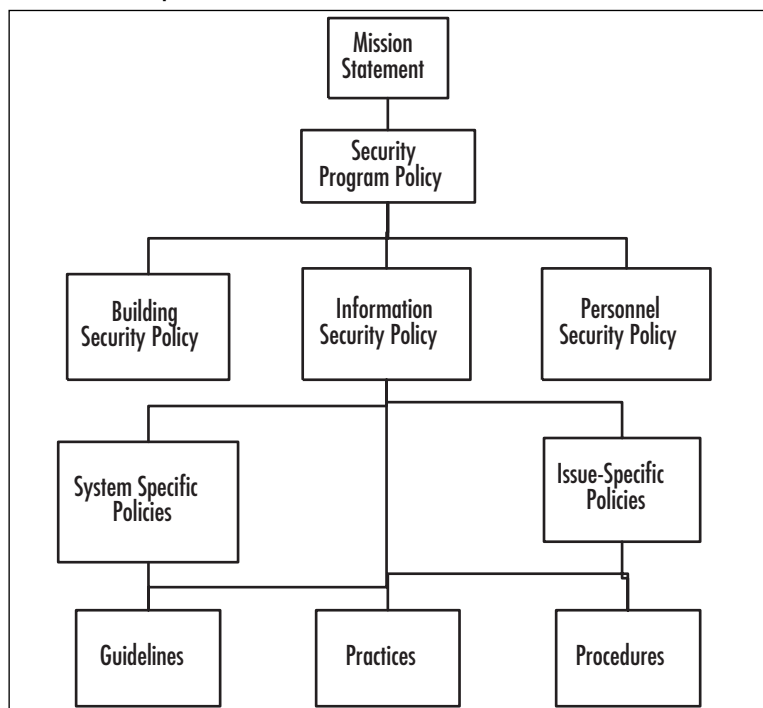 Mission
Statement
Security
Program Policy
Building
Security Policy
Information
Security Policy
Personnel
Security Policy
System Specific
Policies
Issue-Specific
Policies
Guidelines
Practices
Procedures